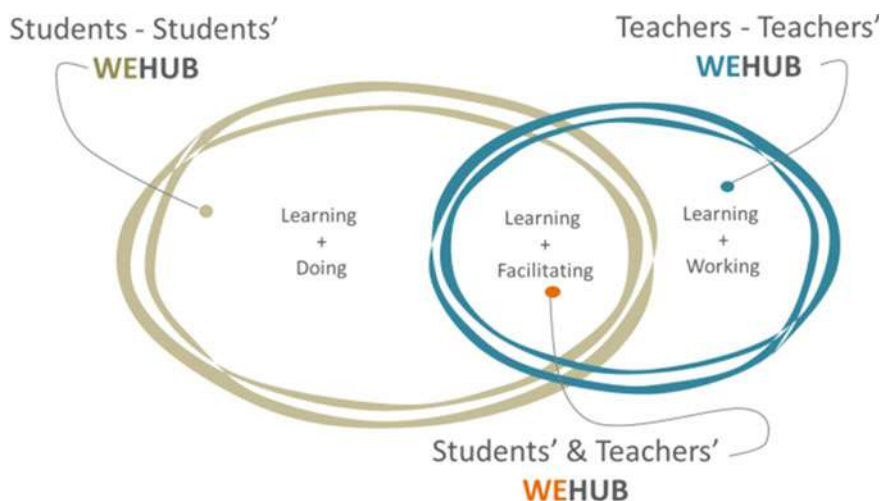 Students - Students'
WEHUB
Teachers - Teachers'
WEHUB
Learning
+
Doing
Learning
+
Facilitating
Learning
+
Working
Students' & Teachers'
WEHUB